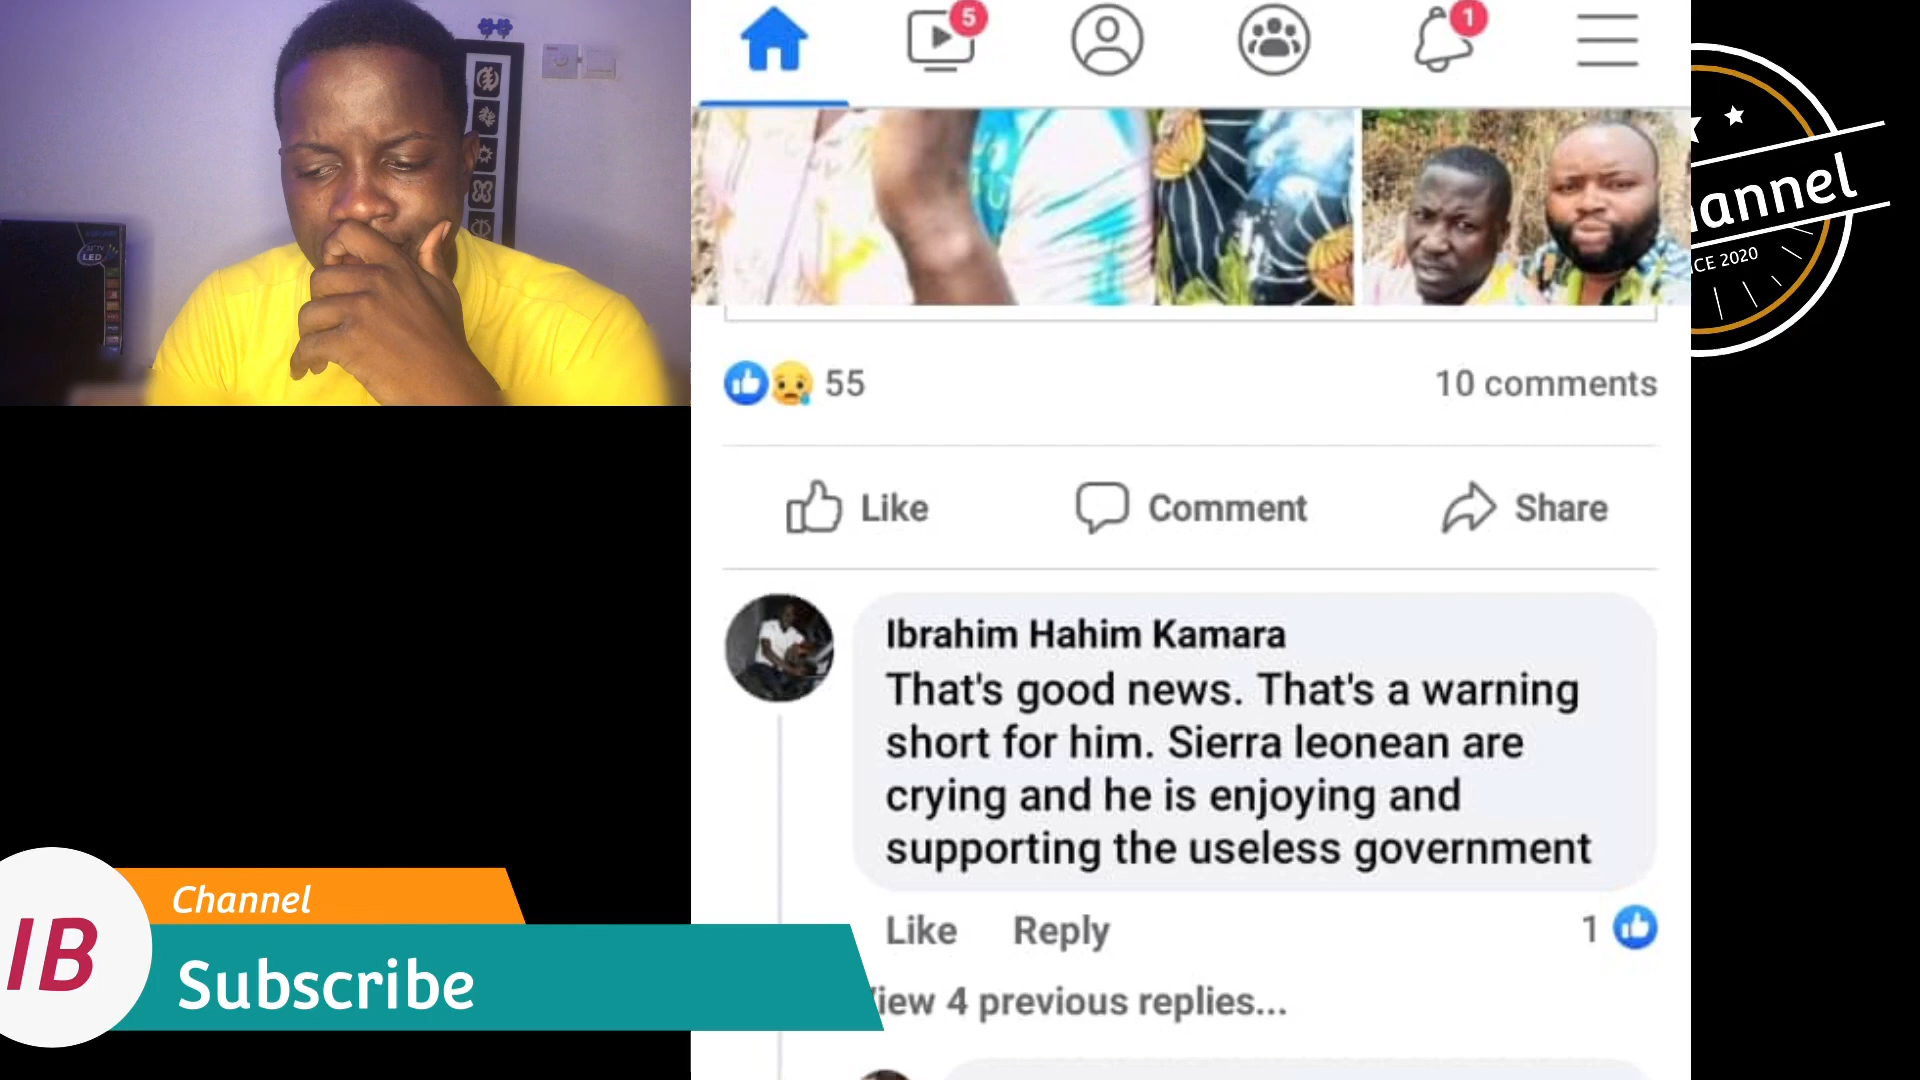 5
1
annel
CE 2020
LED
55
10 comments
Like
Comment
Share
Ibrahim Hahim Kamara
That's good news. That's a warning
short for him. Sierra leonean are
crying and he is enjoying and
supporting the useless government
Like Reply
1
iew 4 previous replies...
IB
Channel
Subscribe